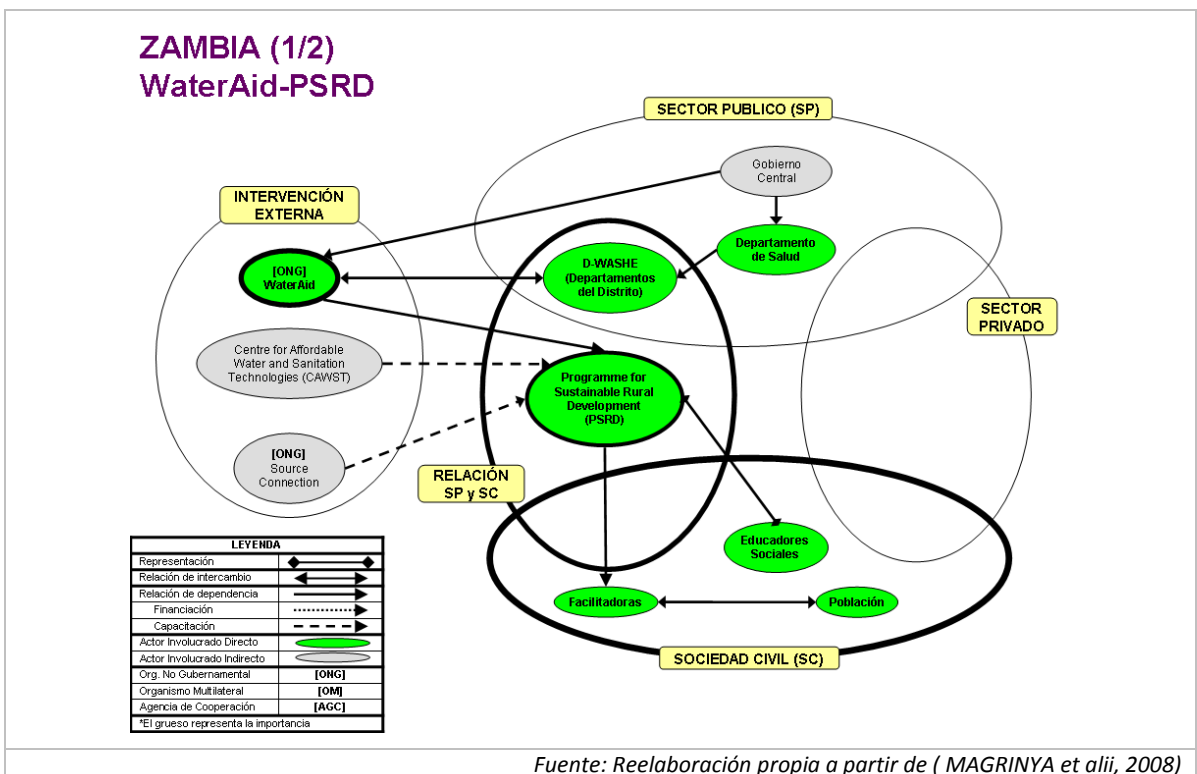 ZAMBIA (1/2)
WaterAid-PSRD
SECTOR PUBLICO (SP)
Gobierno
Central
INTERVENCIÓN
EXTERNA
Departamento
de Salud
D-WASHE
(Departamentos
del Distrito)
[ONG]
WaterAid
SECTOR
PRIVADO
Centre for Affordable
Water and Sanitation
Technologies (CAWST)
Programme for
Sustainable Rural
Development
(PSRD)
[ONG]
Source
Connection
RELACIÓN
SP y SC
Educadores
Sociales
Facilitadoras
Población
SOCIEDAD CIVIL (SC)
LEYENDA
Representación
Relación de intercambio
Relación de dependencia
Financiación
Capacitación
Actor Involucrado Directo
Actor Involucrado Indirecto
Org. No Gubernamental [ONG]
Organismo Multilateral [OM]
Agencia de Cooperación [AGC]
*El grueso representa la importancia
Fuente: Reelaboración propia a partir de ( MAGRINYA et alii, 2008)